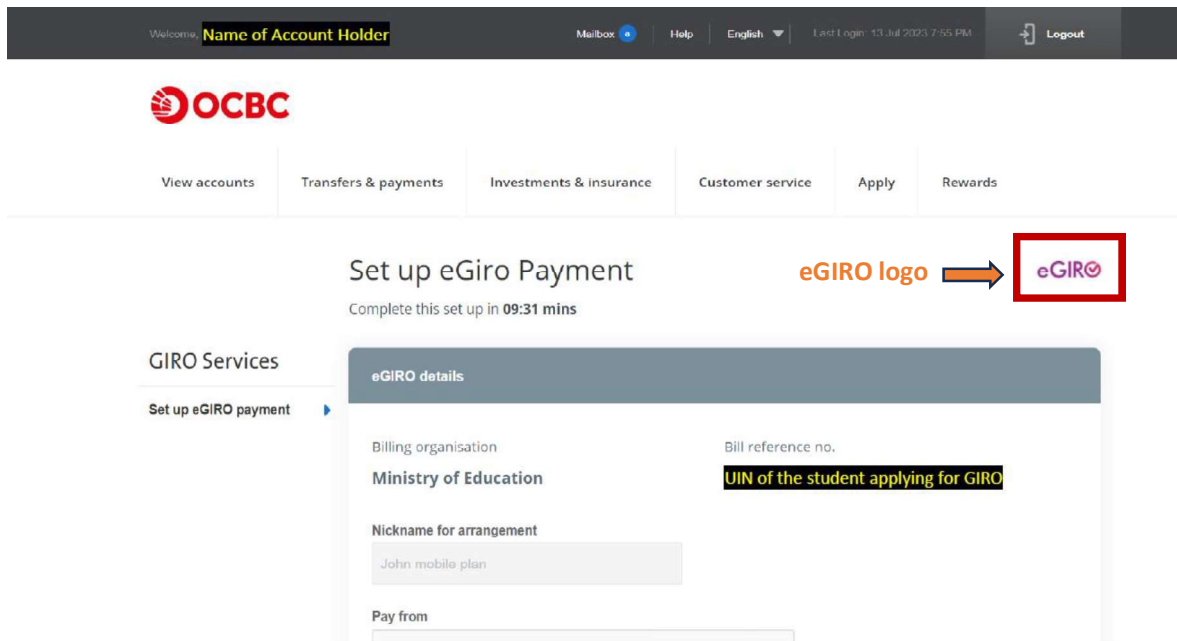 Welcome, Name of Account Holder Mailbox Help English Last Login: 13 Jul 2023 7:55 PM Logout
OCBC
View accounts Transfers & payments Investments & insurance Customer service Apply Rewards
Set up eGiro Payment eGIRO logo eGIRO
Complete this set up in 09:31 mins
GIRO Services
eGIRO details
Set up eGIRO payment
Billing organisation Bill reference no.
Ministry of Education UIN of the student applying for GIRO
Nickname for arrangement
John mobile plan
Pay from